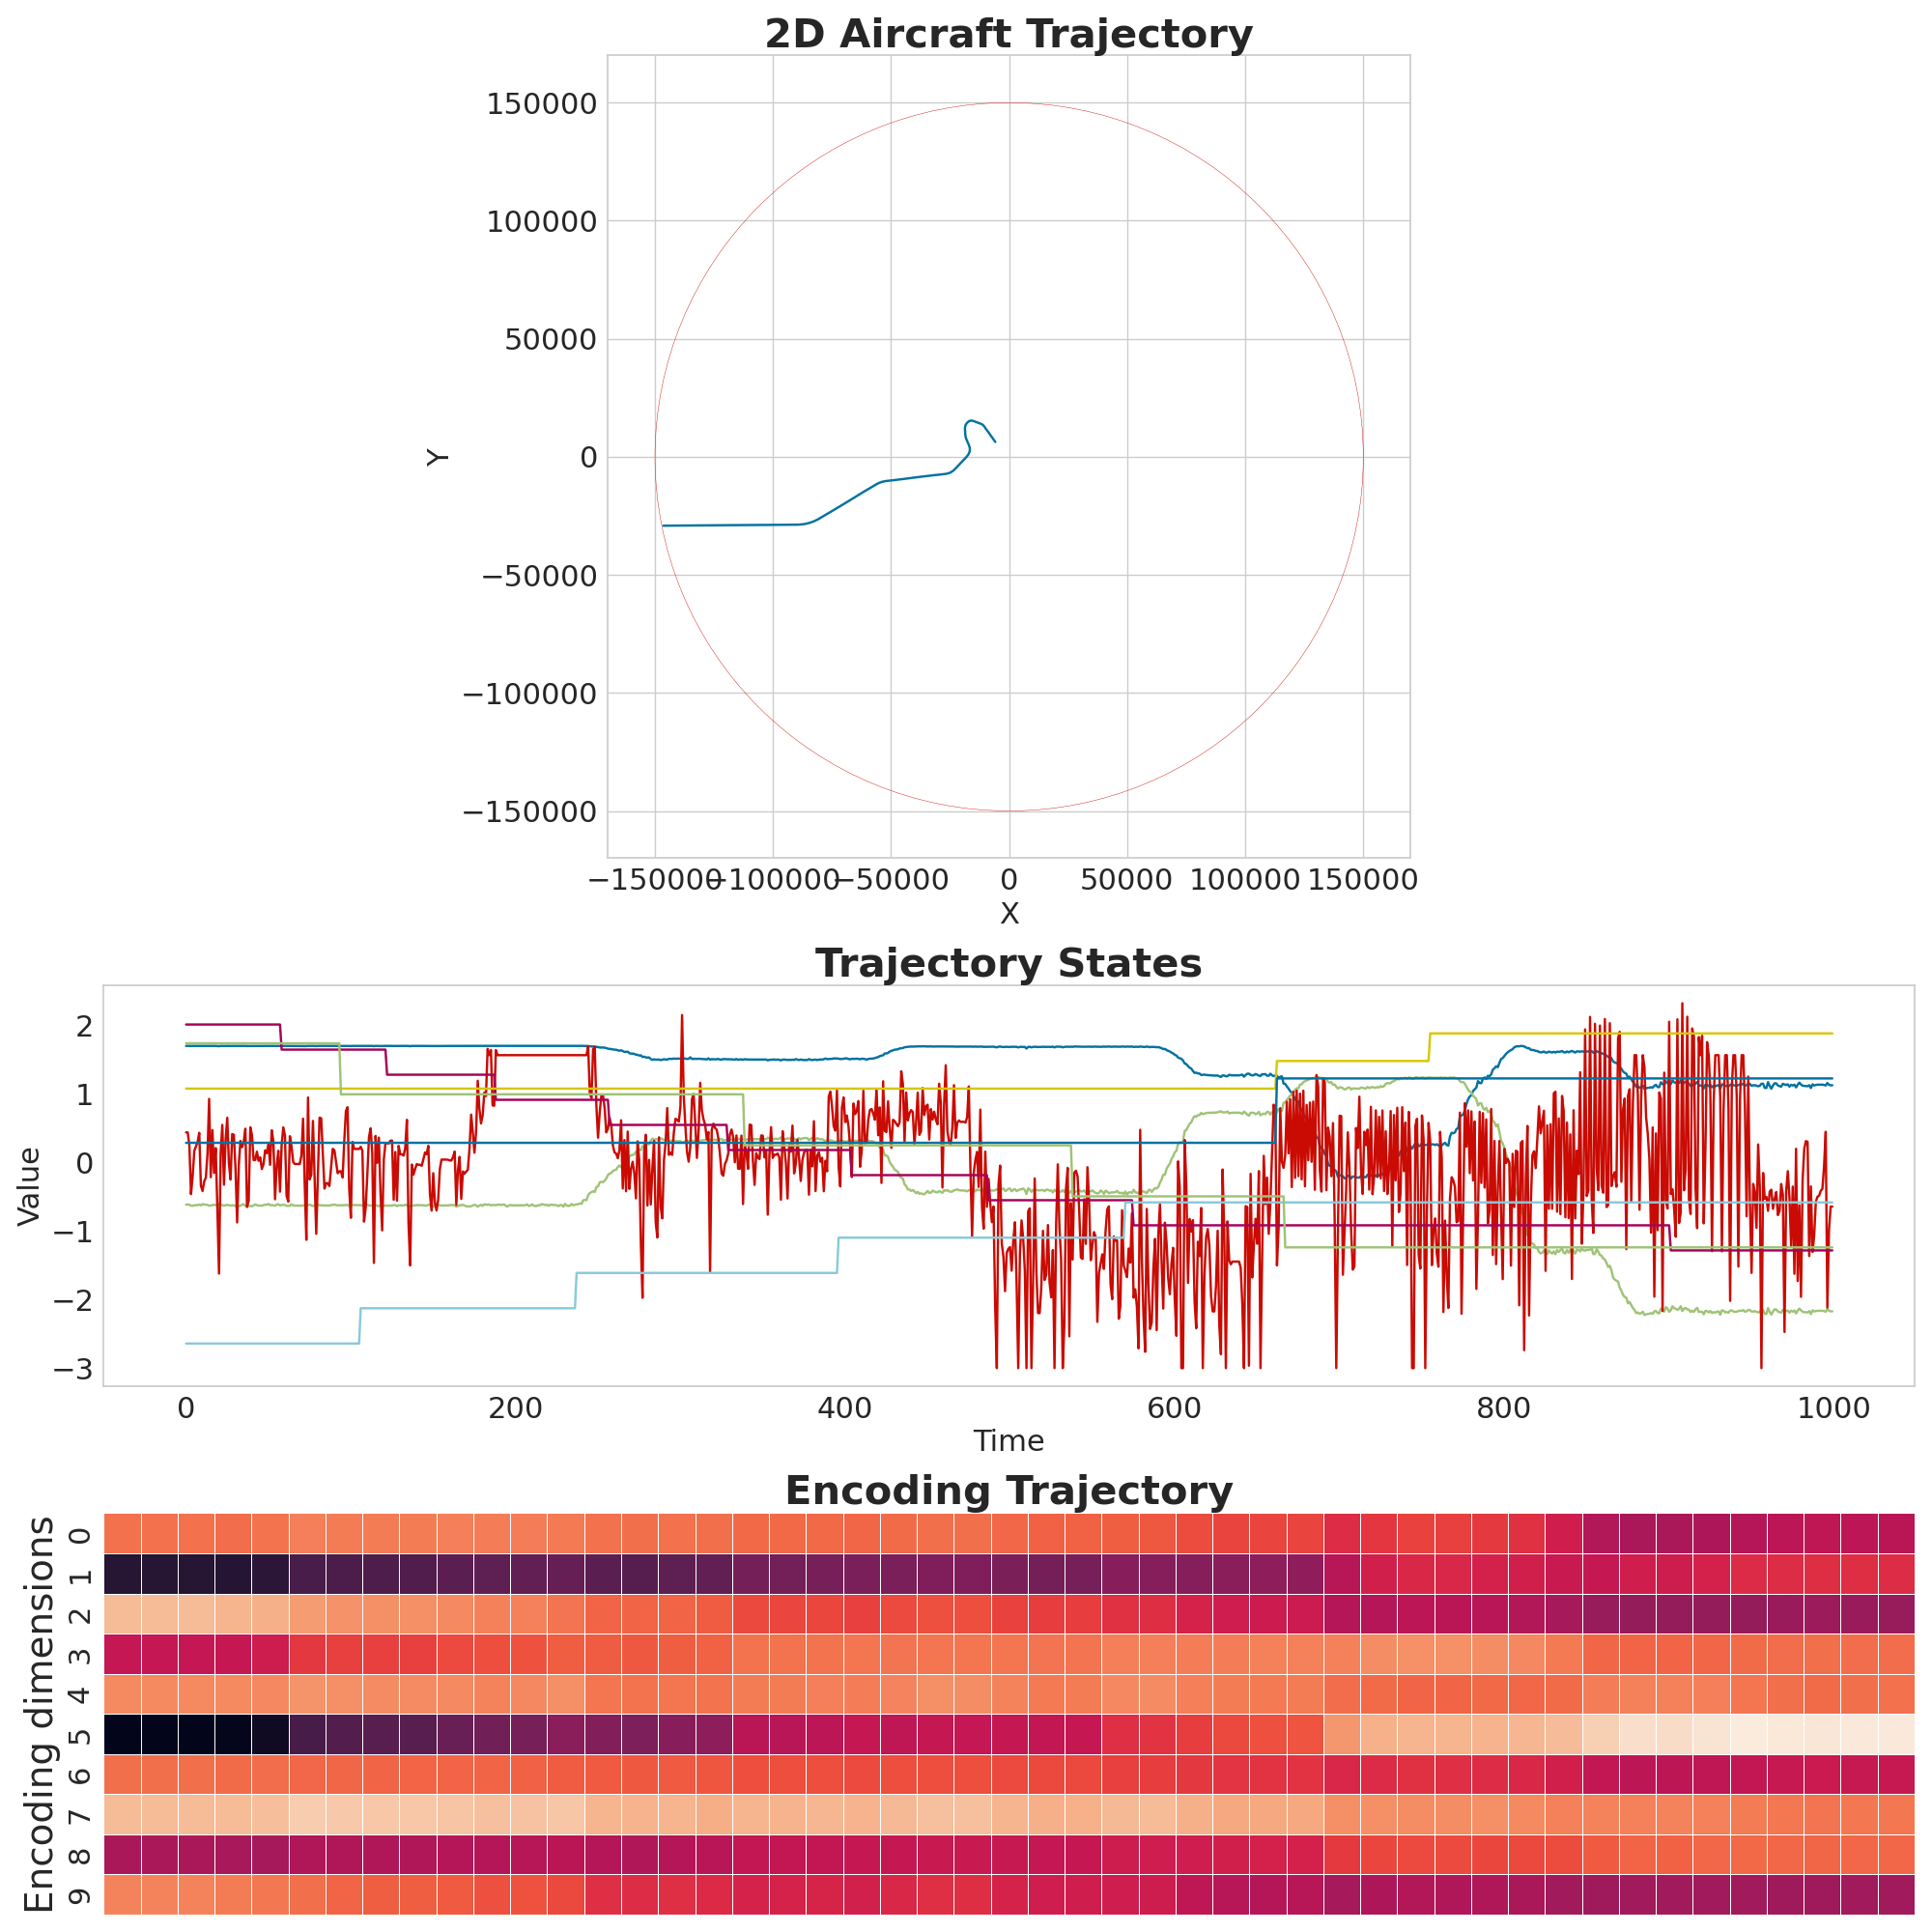 2D Aircraft Trajectory
150000
100000
50000
0
−50000
−100000
−150000
Y
−150000 −100000 −50000 0 50000 100000 150000
X
Trajectory States
2
1
0
−1
−2
−3
Value
0 200 400 600 800 1000
Time
Encoding Trajectory
Encoding dimensions
0
1
2
3
4
5
6
7
8
9